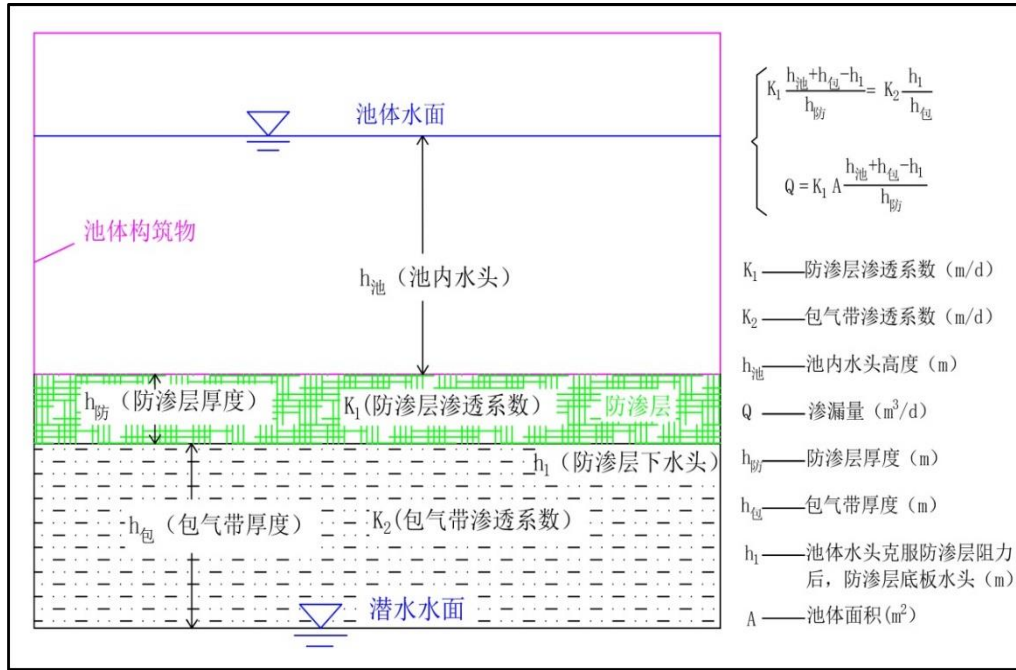 池体水面
池体构筑物
h池（池内水头）
h防（防渗层厚度）
K1(防渗层渗透系数)
防渗层
h1（防渗层下水头）
h包（包气带厚度）
K2(包气带渗透系数)
潜水水面
K1 (h池+h包-h1)/h防 = K2 h1/h包
Q = K1 A (h池+h包-h1)/h防
K1——防渗层渗透系数（m/d）
K2——包气带渗透系数（m/d）
h池——池内水头高度（m）
Q——渗漏量（m³/d）
h防——防渗层厚度（m）
h包——包气带厚度（m）
h1——池体水头克服防渗层阻力
后，防渗层底板水头（m）
A——池体面积(m²)